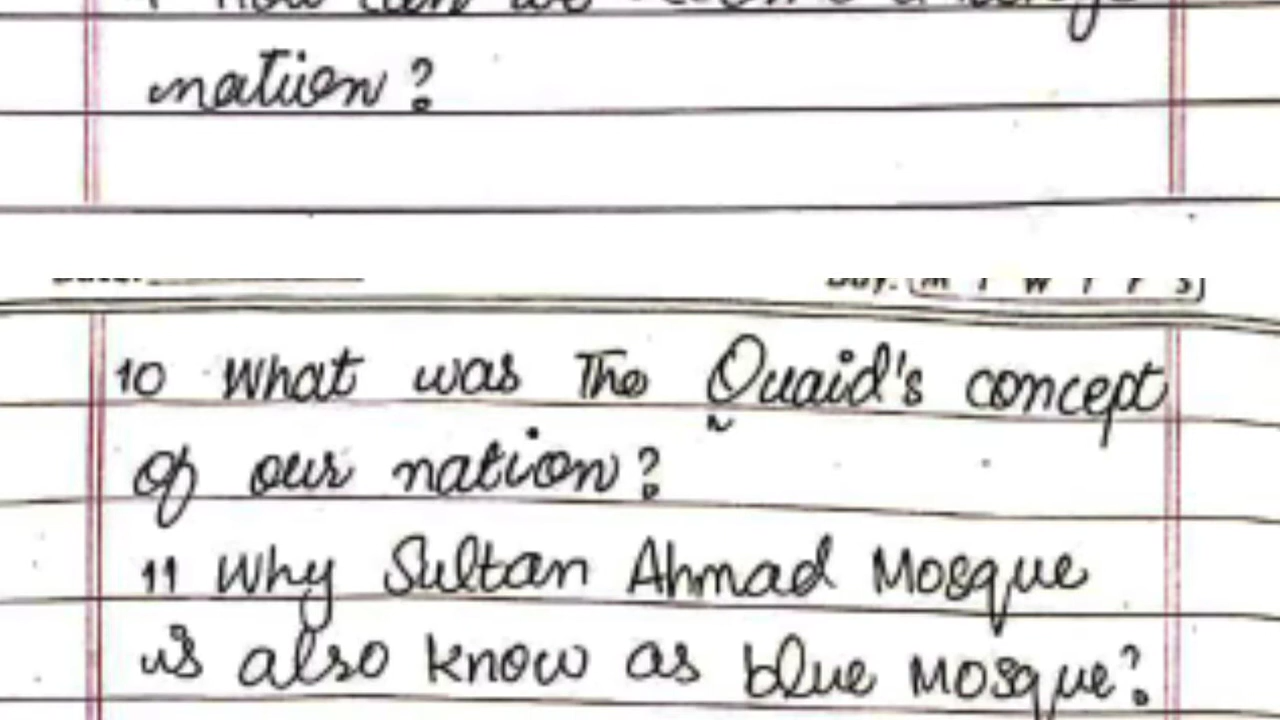 nation?
10 What was The Quaid's concept
of our nation?
11 Why Sultan Ahmad Mosque
is also know as blue Mosque?